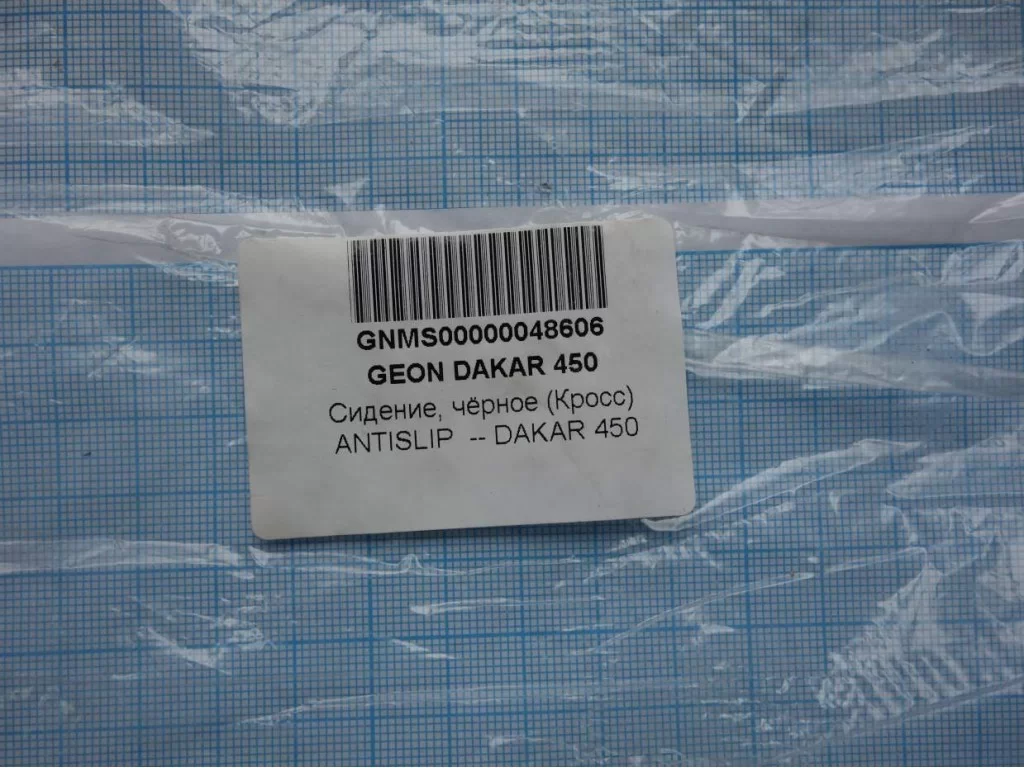 GNMS00000048606
GEON DAKAR 450
Сидение, чёрное (Кросс)
ANTISLIP -- DAKAR 450